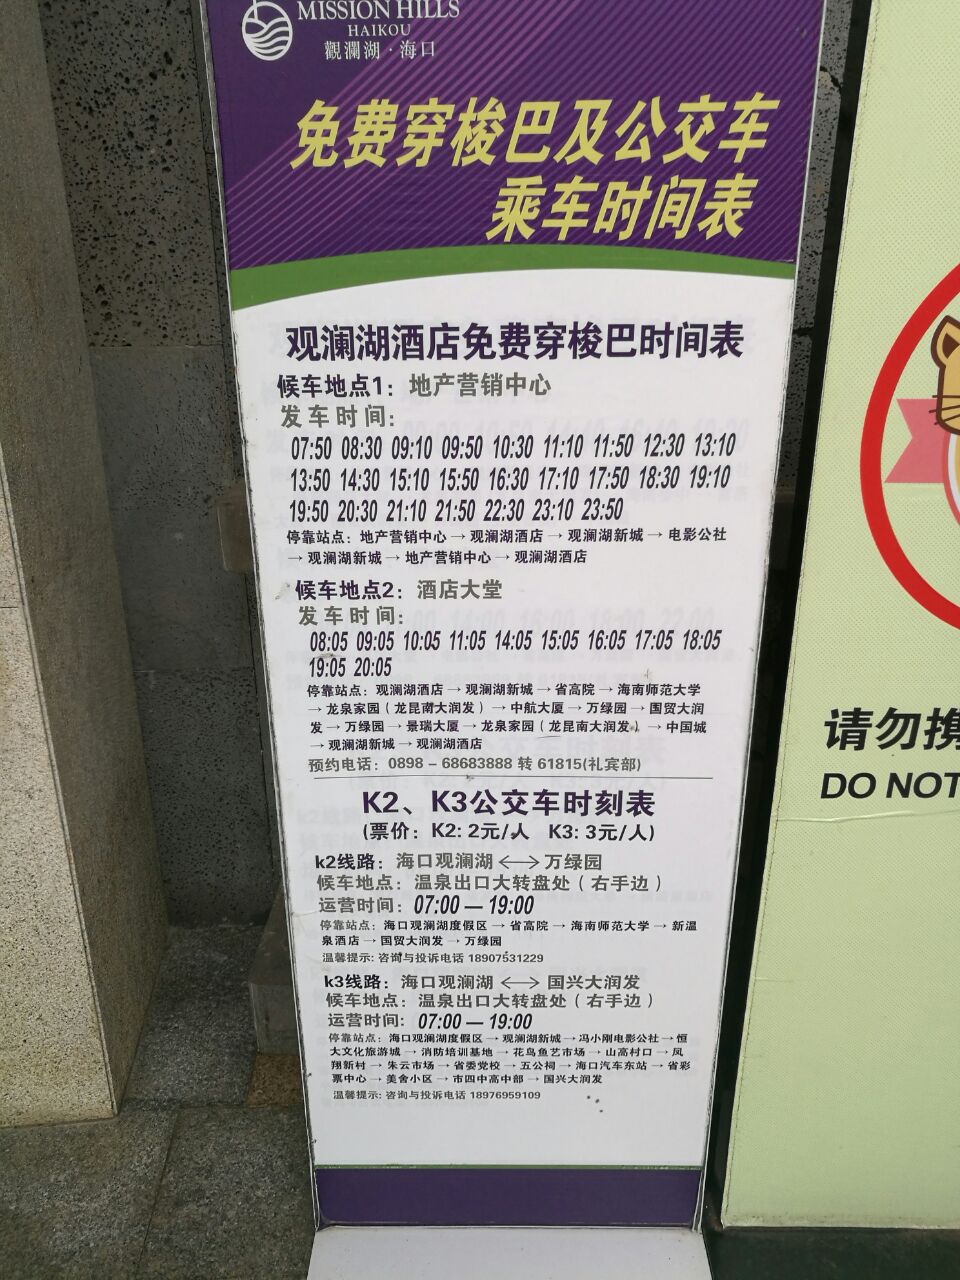 MISSION HILLS
HAIKOU
觀瀾湖·海口
免费穿梭巴及公交车
乘车时间表
观澜湖酒店免费穿梭巴时间表
候车地点1：地产营销中心
发车时间：
07:50 08:30 09:10 09:50 10:30 11:10 11:50 12:30 13:10
13:50 14:30 15:10 15:50 16:30 17:10 17:50 18:30 19:10
19:50 20:30 21:10 21:50 22:30 23:10 23:50
停靠站点：地产营销中心→观澜湖酒店→观澜湖新城→电影公社
→观澜湖新城→地产营销中心→观澜湖酒店
候车地点2：酒店大堂
发车时间：
08:05 09:05 10:05 11:05 14:05 15:05 16:05 17:05 18:05
19:05 20:05
停靠站点：观澜湖酒店→观澜湖新城→省高院→海南师范大学
→龙泉家园（龙昆南大润发）→中航大厦→万绿园→国贸大润
发→万绿园→景瑞大厦→龙泉家园（龙昆南大润发）→中国城
→观澜湖新城→观澜湖酒店
预约电话：0898－68683888 转 61815(礼宾部)
K2、K3公交车时刻表
(票价：K2: 2元/人 K3: 3元/人)
k2线路：海口观澜湖⟷万绿园
候车地点：温泉出口大转盘处（右手边）
运营时间：07:00 — 19:00
停靠站点：海口观澜湖度假区→省高院→海南师范大学→新温
泉酒店→国贸大润发→万绿园
温馨提示: 咨询与投诉电话 18907531229
k3线路：海口观澜湖⟷国兴大润发
候车地点：温泉出口大转盘处（右手边）
运营时间：07:00 — 19:00
停靠站点：海口观澜湖度假区→观澜湖新城→冯小刚电影公社→恒
大文化旅游城→消防培训基地→花鸟鱼艺市场→山高村口→凤
翔新村→朱云市场→省委党校→五公祠→海口汽车东站→省彩
票中心→美舍小区→市四中高中部→国兴大润发
温馨提示: 咨询与投诉电话 18976959109
请勿携
DO NOT